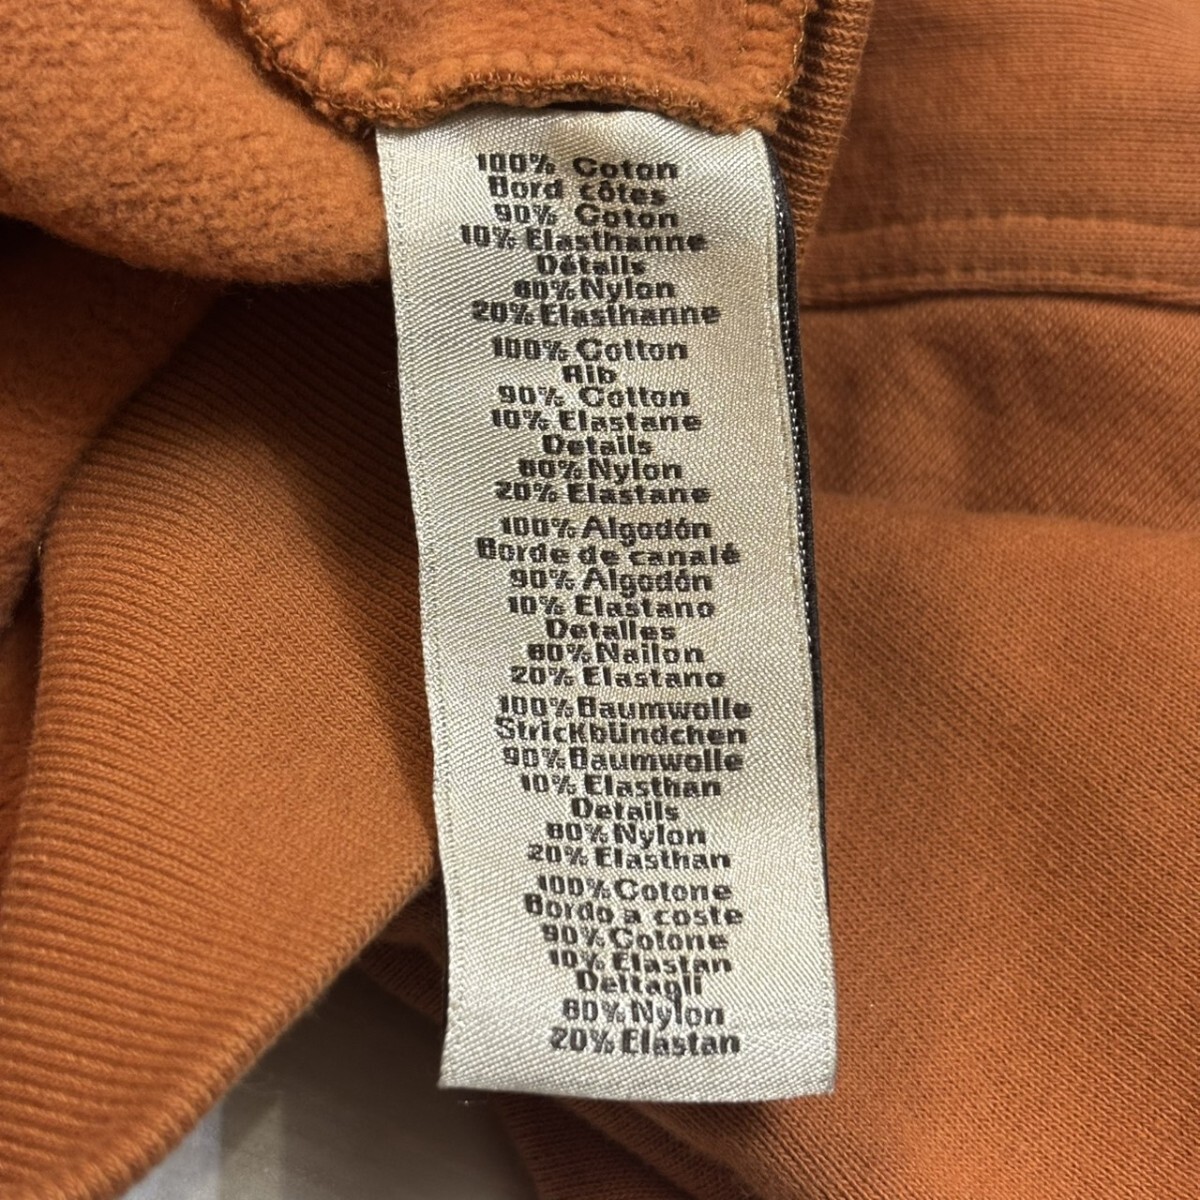 100% Coton
Bord côtes
90% Coton
10% Elasthanne
Détails
80% Nylon
20% Elasthanne
100% Cotton
Rib
90% Cotton
10% Elastane
Details
80% Nylon
20% Elastane
100% Algodón
Borde de canalé
90% Algodón
10% Elastano
Detalles
80% Nailon
20% Elastano
100% Baumwolle
Strickbündchen
90% Baumwolle
10% Elasthan
Details
80% Nylon
20% Elasthan
100% Cotone
Bordo a coste
90% Cotone
10% Elastan
Dettagli
80% Nylon
20% Elastan